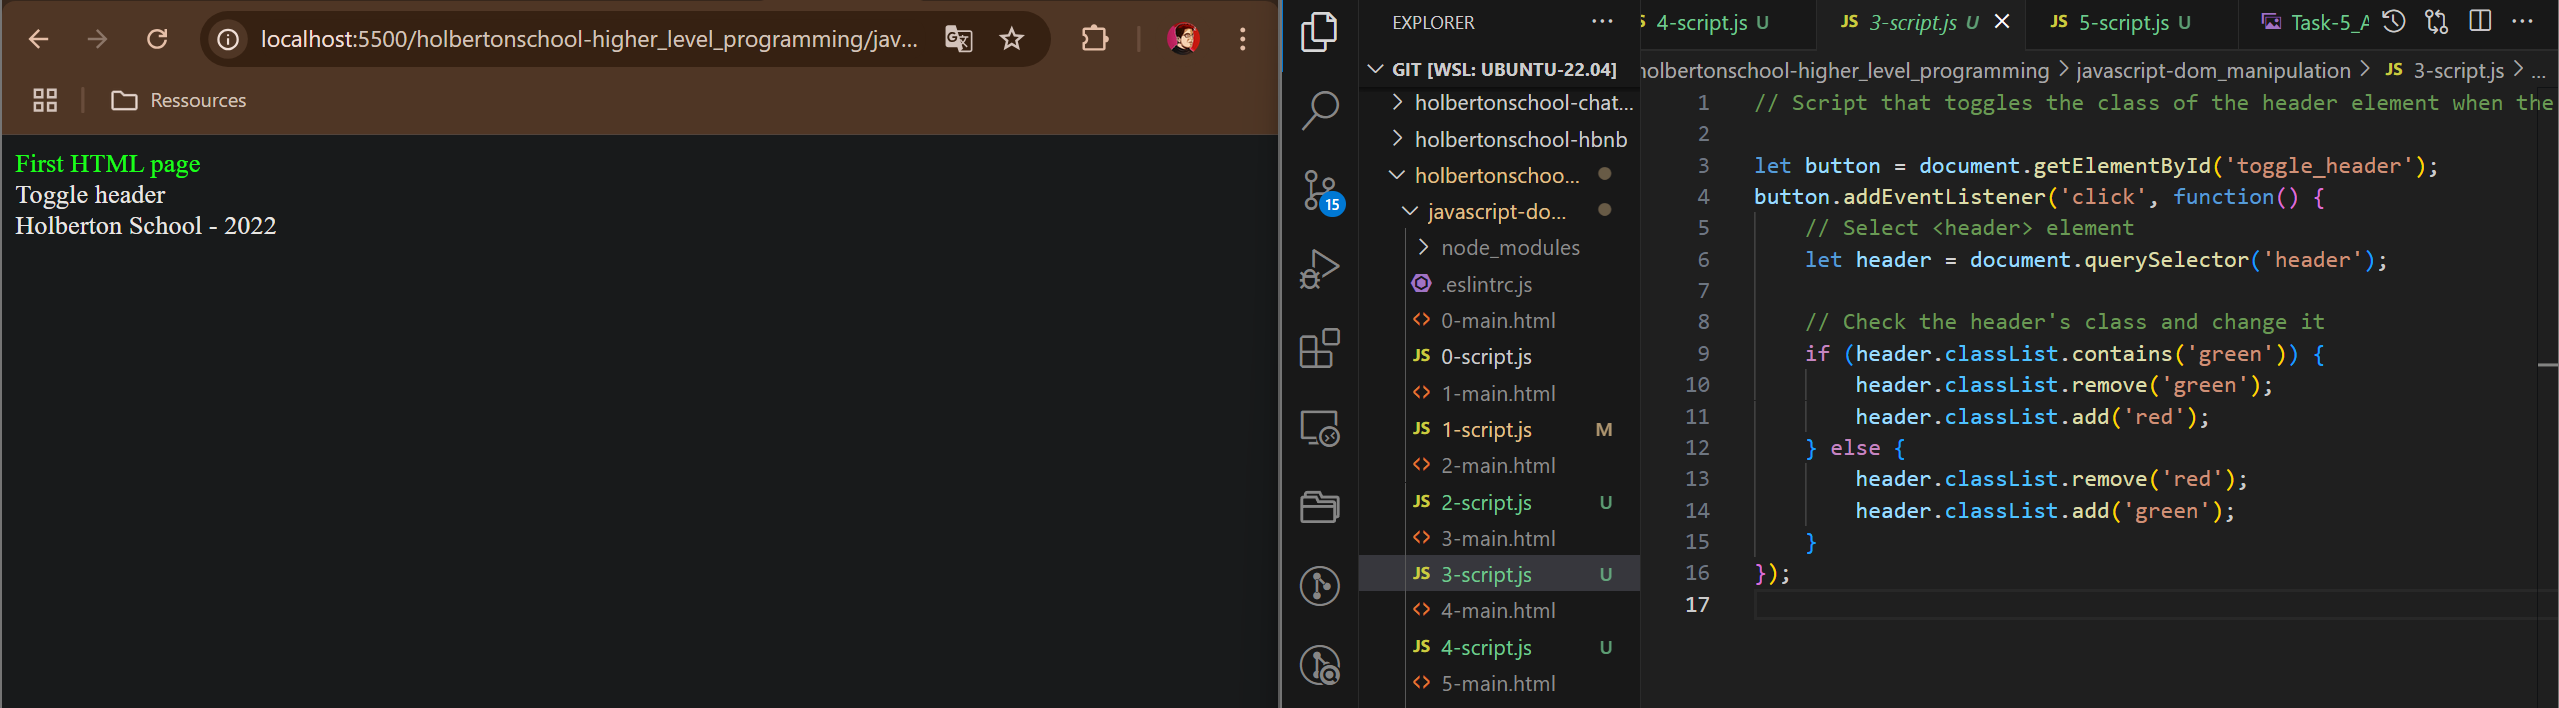 localhost:5500/holbertonschool-higher_level_programming/jav...
Ressources
First HTML page
Toggle header
Holberton School - 2022
15
EXPLORER
GIT [WSL: UBUNTU-22.04]
holbertonschool-chat...
holbertonschool-hbnb
holbertonschoo...
javascript-do...
node_modules
.eslintrc.js
0-main.html
JS 0-script.js
1-main.html
JS 1-script.js M
2-main.html
JS 2-script.js U
3-main.html
JS 3-script.js U
4-main.html
JS 4-script.js U
5-main.html
4-script.js U
JS 3-script.js U
JS 5-script.js U
Task-5_A
holbertonschool-higher_level_programming > javascript-dom_manipulation > JS 3-script.js > ...
1 // Script that toggles the class of the header element when the
2
3 let button = document.getElementById('toggle_header');
4 button.addEventListener('click', function() {
5 // Select <header> element
6 let header = document.querySelector('header');
7
8 // Check the header's class and change it
9 if (header.classList.contains('green')) {
10 header.classList.remove('green');
11 header.classList.add('red');
12 } else {
13 header.classList.remove('red');
14 header.classList.add('green');
15 }
16 });
17